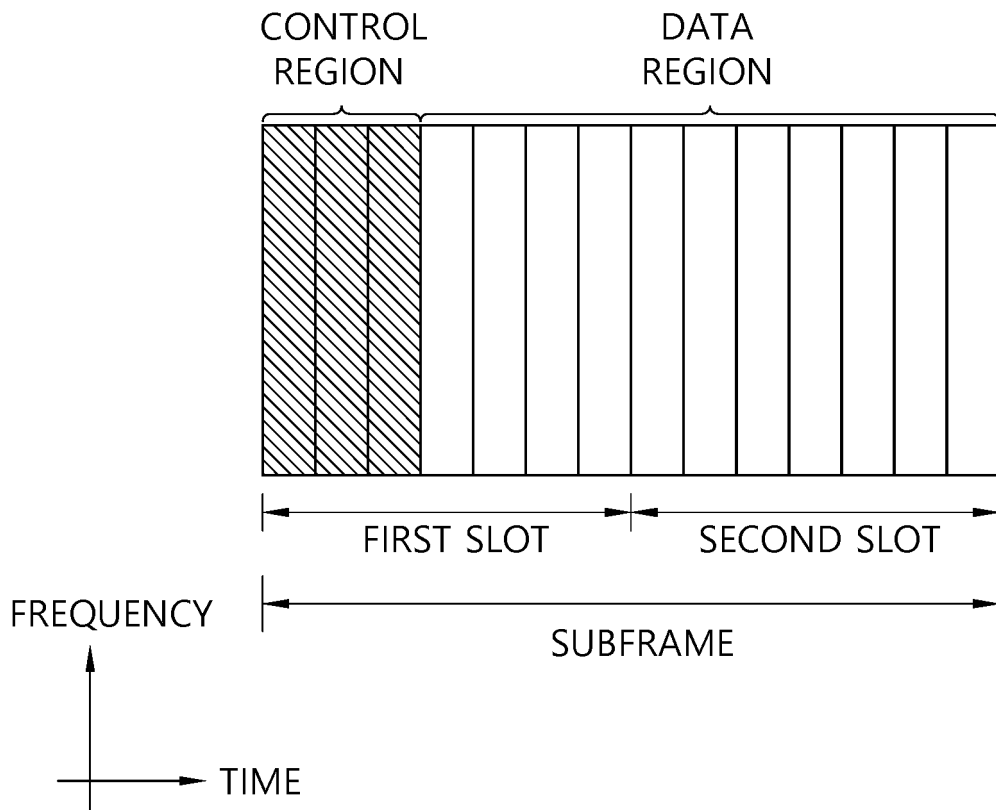 CONTROL
REGION
DATA
REGION
FIRST SLOT
SECOND SLOT
SUBFRAME
FREQUENCY
TIME